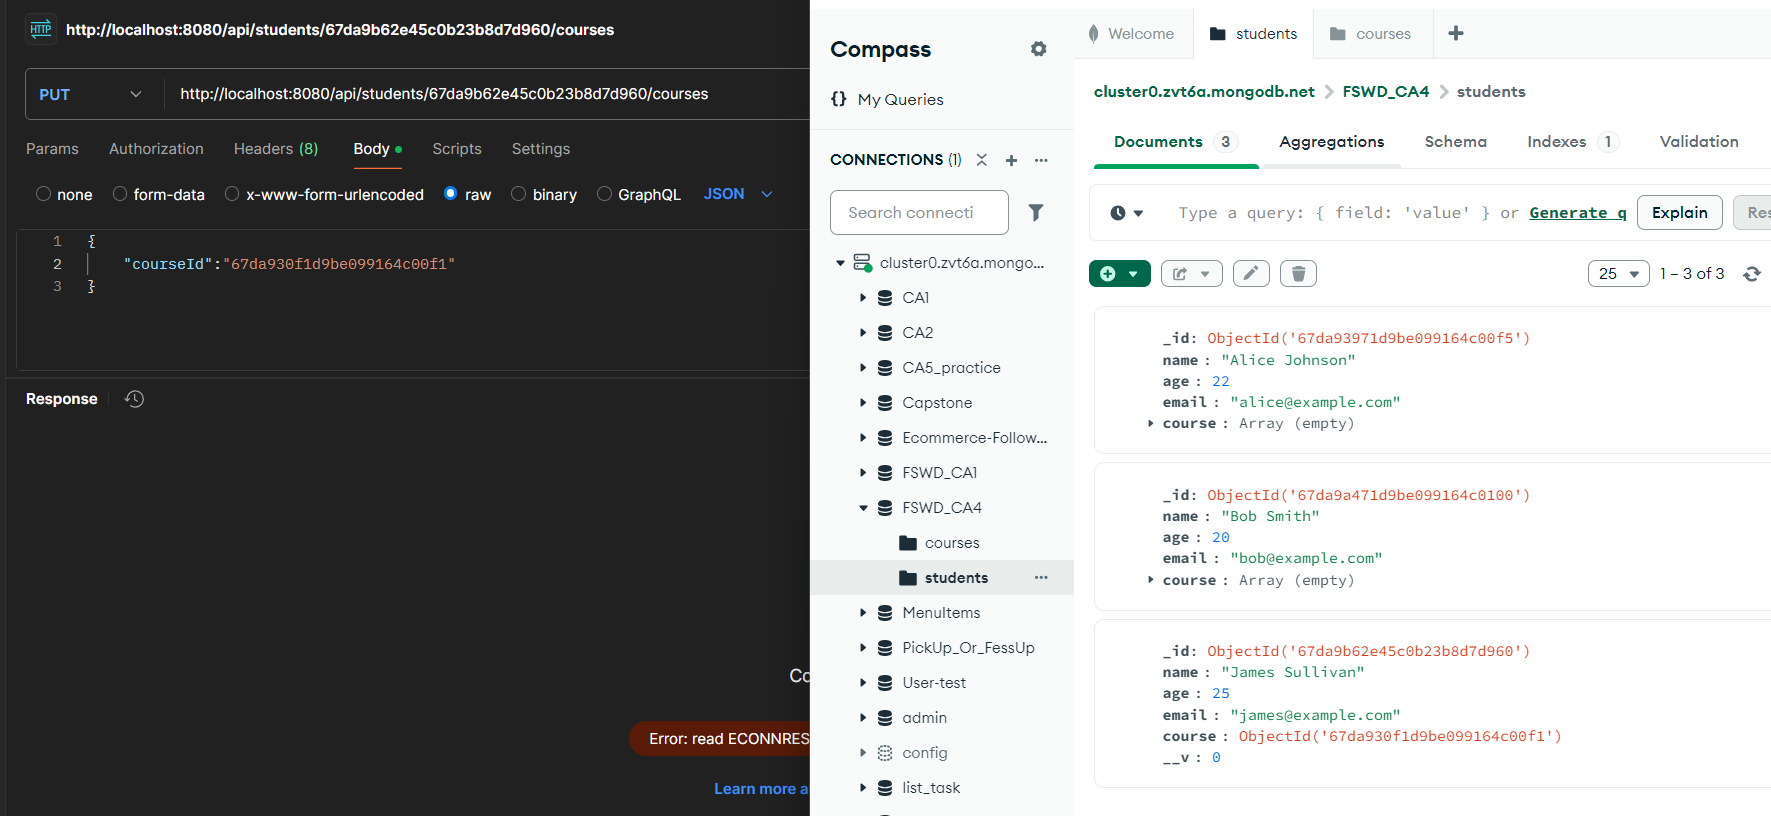 HTTP http://localhost:8080/api/students/67da9b62e45c0b23b8d7d960/courses
PUT http://localhost:8080/api/students/67da9b62e45c0b23b8d7d960/courses
Params Authorization Headers (8) Body Scripts Settings
none form-data x-www-form-urlencoded raw binary GraphQL JSON
1 {
2 "courseId":"67da930f1d9be099164c00f1"
3 }
Response
Co
Error: read ECONNRES
Learn more a
Compass
{} My Queries
CONNECTIONS (1)
Search connecti
cluster0.zvt6a.mongo...
CA1
CA2
CA5_practice
Capstone
Ecommerce-Follow...
FSWD_CA1
FSWD_CA4
courses
students
MenuItems
PickUp_Or_FessUp
User-test
admin
config
list_task
Welcome students courses
cluster0.zvt6a.mongodb.net > FSWD_CA4 > students
Documents 3 Aggregations Schema Indexes 1 Validation
Type a query: { field: 'value' } or Generate q Explain Res
25 1 – 3 of 3
_id: ObjectId('67da93971d9be099164c00f5')
name : "Alice Johnson"
age : 22
email : "alice@example.com"
course : Array (empty)
_id: ObjectId('67da9a471d9be099164c0100')
name : "Bob Smith"
age : 20
email : "bob@example.com"
course : Array (empty)
_id: ObjectId('67da9b62e45c0b23b8d7d960')
name : "James Sullivan"
age : 25
email : "james@example.com"
course : ObjectId('67da930f1d9be099164c00f1')
__v : 0